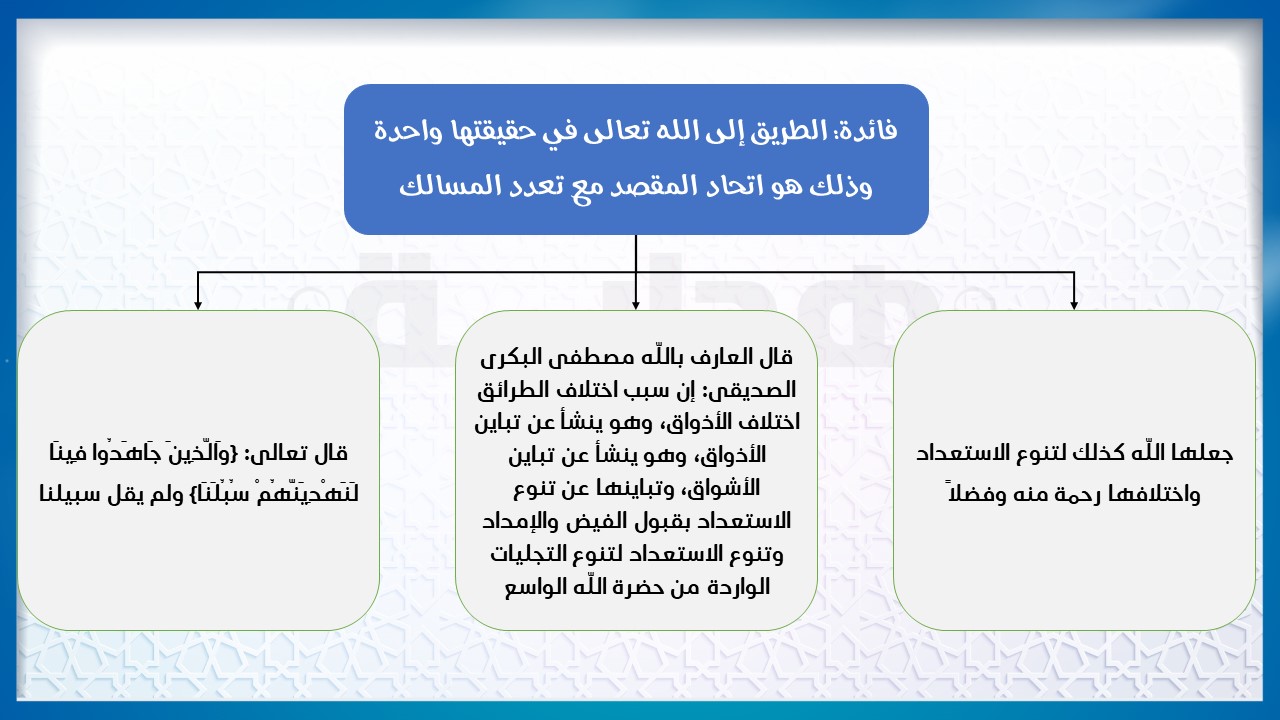 فائدة: الطريق إلى الله تعالى في حقيقتها واحدة
وذلك هو اتحاد المقصد مع تعدد المسالك
جعلها اللّه كذلك لتنوع الاستعداد
واختلافها رحمة منه وفضلاً
قال العارف باللّه مصطفى البكرى
الصديقى: إن سبب اختلاف الطرائق
اختلاف الأذواق، وهو ينشأ عن تباين
الأذواق، وهو ينشأ عن تباين
الأشواق، وتباينها عن تنوع
الاستعداد بقبول الفيض والإمداد
وتنوع الاستعداد لتنوع التجليات
الواردة من حضرة اللّه الواسع
قال تعالى: {وَالَّذِينَ جَاهَدُوا فِينَا
لَنَهْدِيَنَّهُمْ سُبُلَنَا} ولم يقل سبيلنا